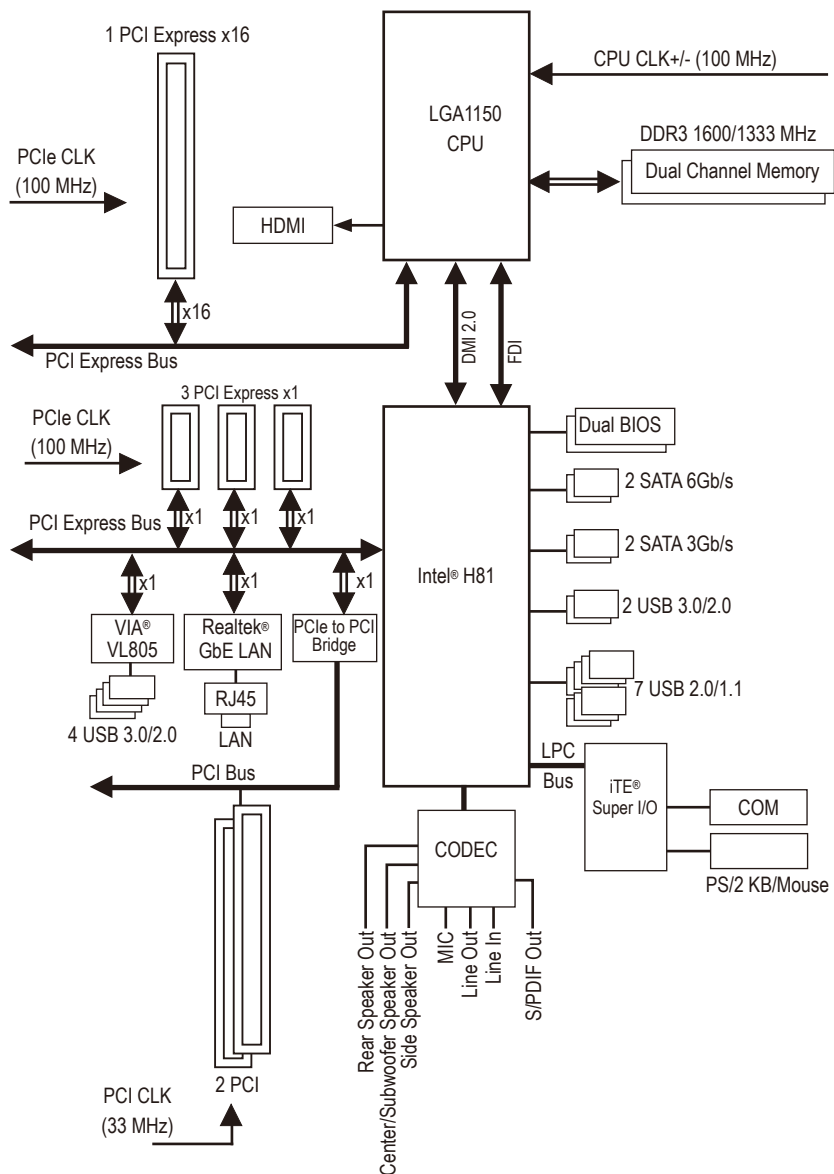 1 PCI Express x16
CPU CLK+/- (100 MHz)
LGA1150
CPU
DDR3 1600/1333 MHz
Dual Channel Memory
PCIe CLK
(100 MHz)
HDMI
x16
DMI 2.0
FDI
PCI Express Bus
3 PCI Express x1
PCIe CLK
(100 MHz)
Dual BIOS
2 SATA 6Gb/s
x1
x1
x1
PCI Express Bus
2 SATA 3Gb/s
Intel® H81
x1
x1
x1
2 USB 3.0/2.0
VIA®
VL805
Realtek®
GbE LAN
PCIe to PCI
Bridge
7 USB 2.0/1.1
RJ45
4 USB 3.0/2.0
LAN
LPC
Bus
PCI Bus
iTE®
Super I/O
COM
CODEC
PS/2 KB/Mouse
Rear Speaker Out
Center/Subwoofer Speaker Out
Side Speaker Out
MIC
Line Out
Line In
S/PDIF Out
2 PCI
PCI CLK
(33 MHz)